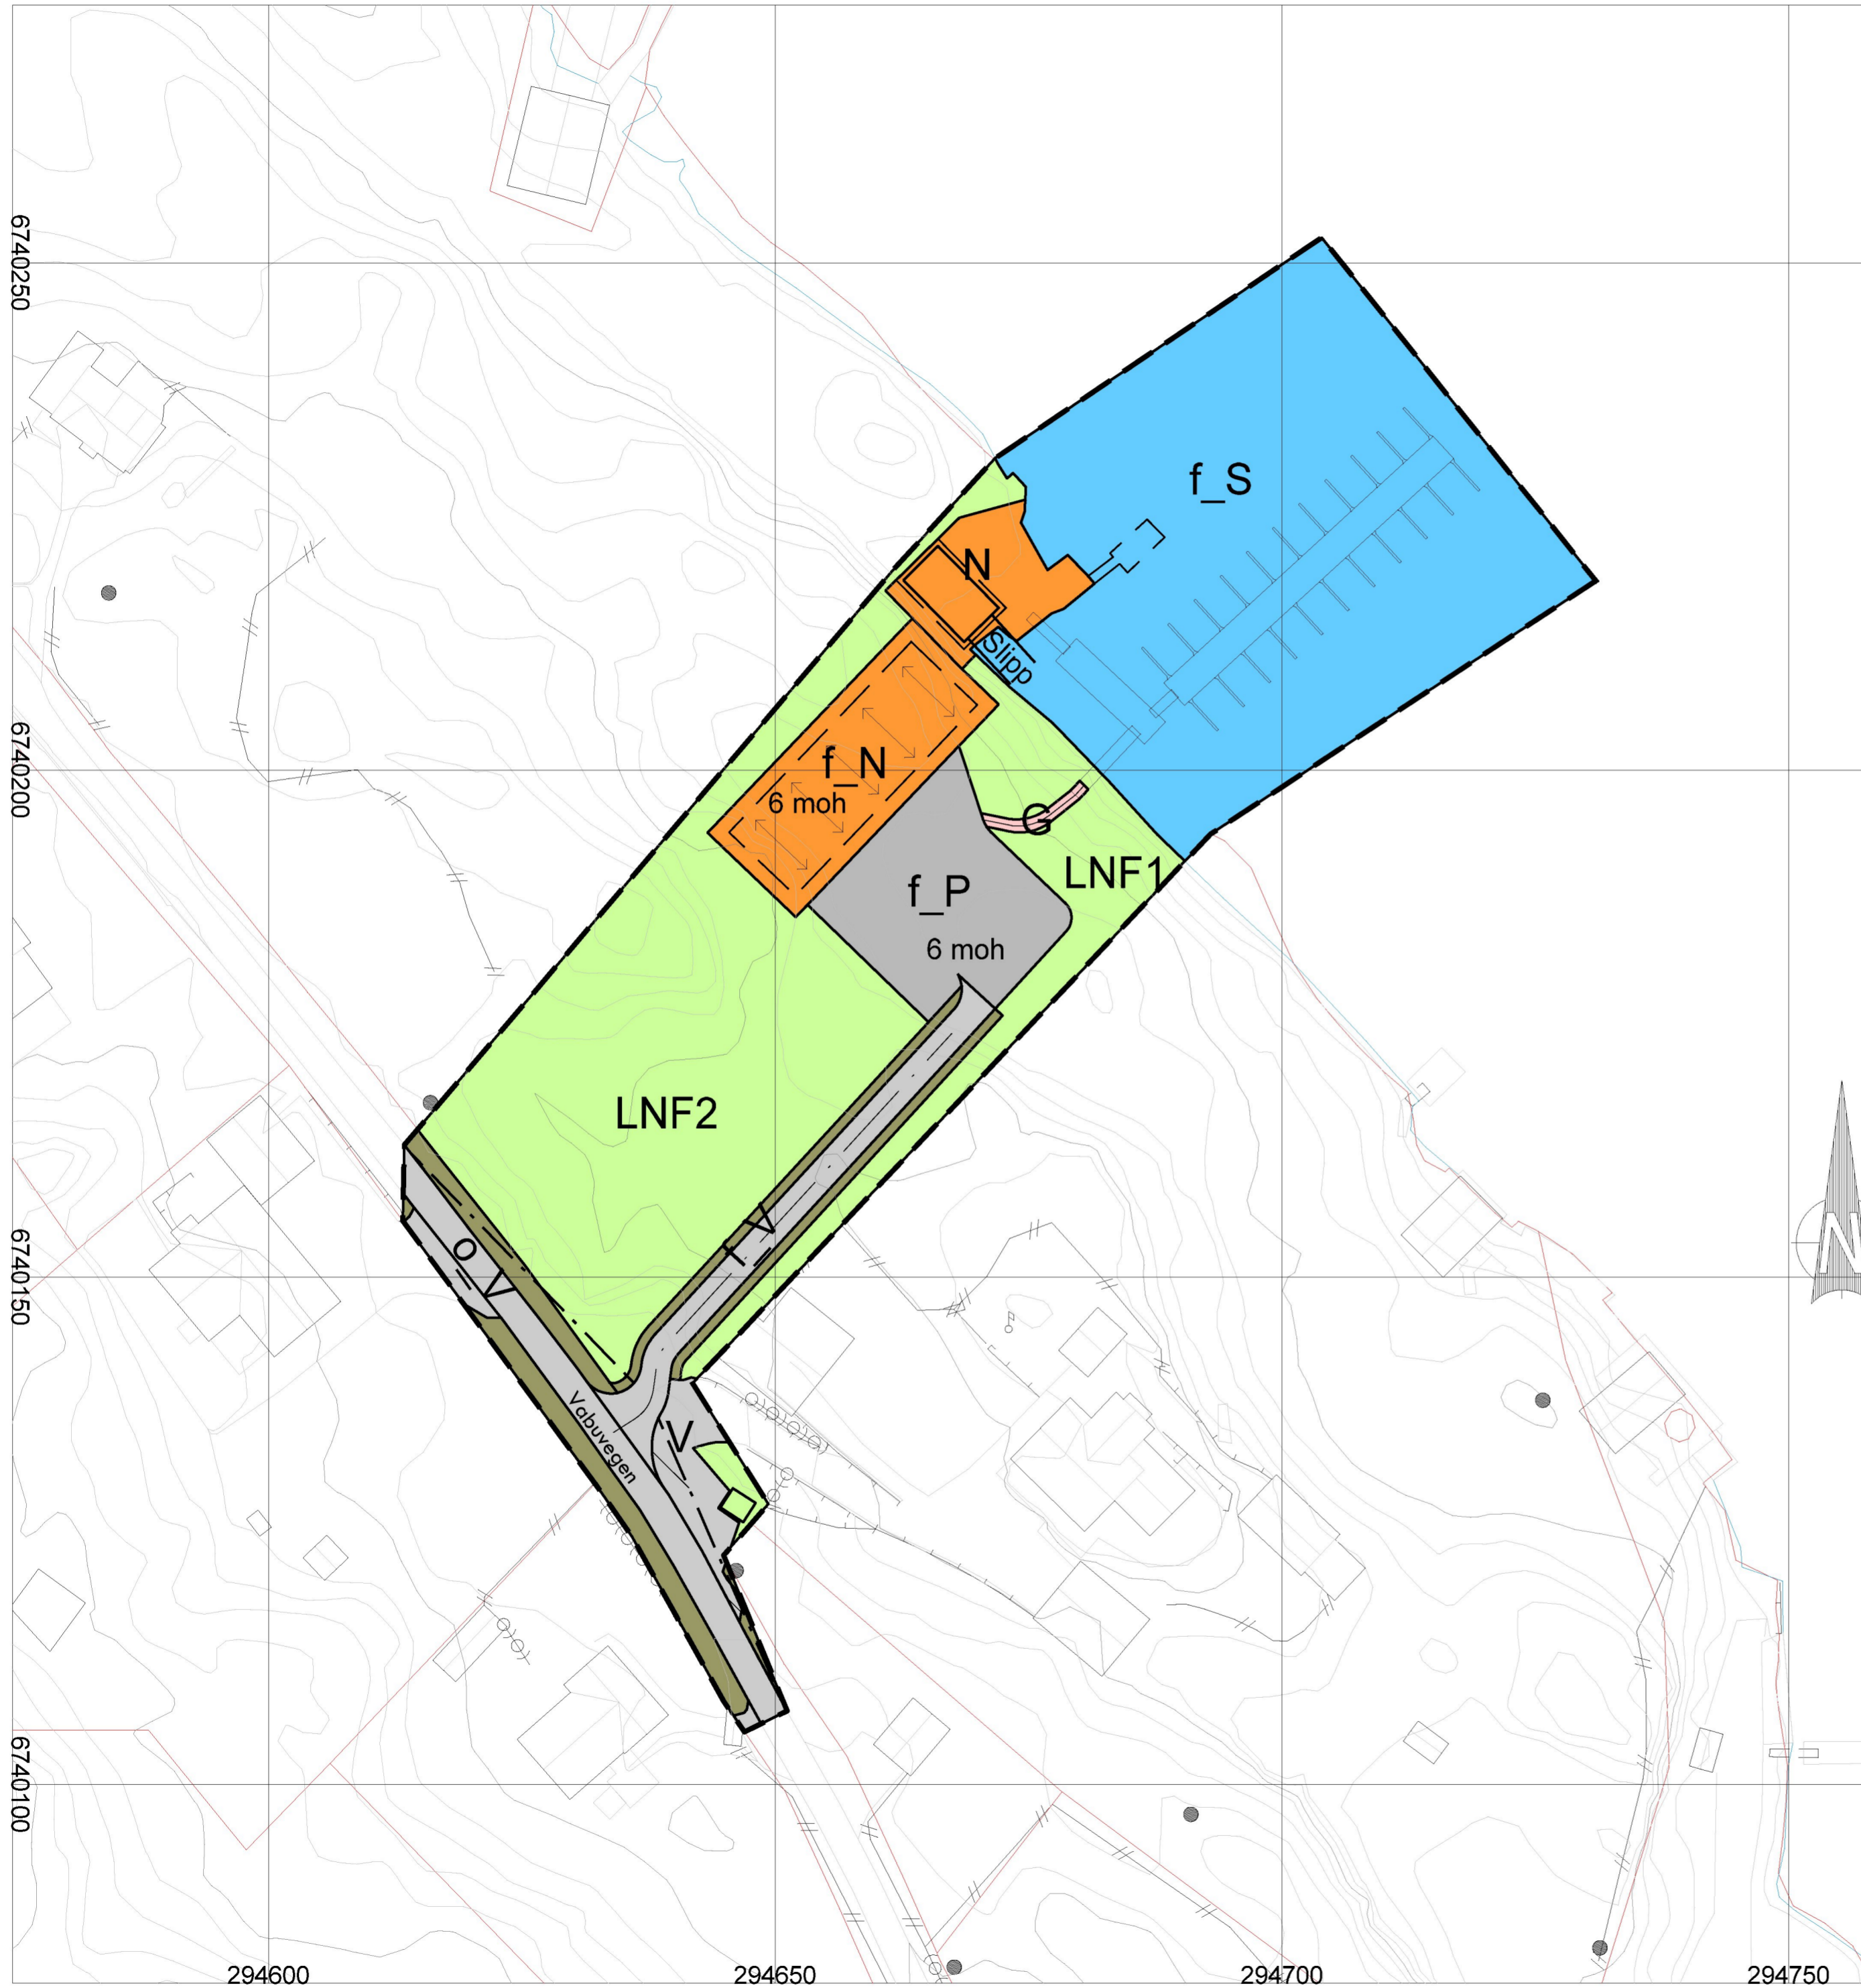 6740250
f_S
N
Slipp
6740200
f_N
6 moh
G
LNF1
f_P
6 moh
LNF2
N
f_V
o_V
6740150
Vabuvegen
V
6740100
294600
294650
294700
294750